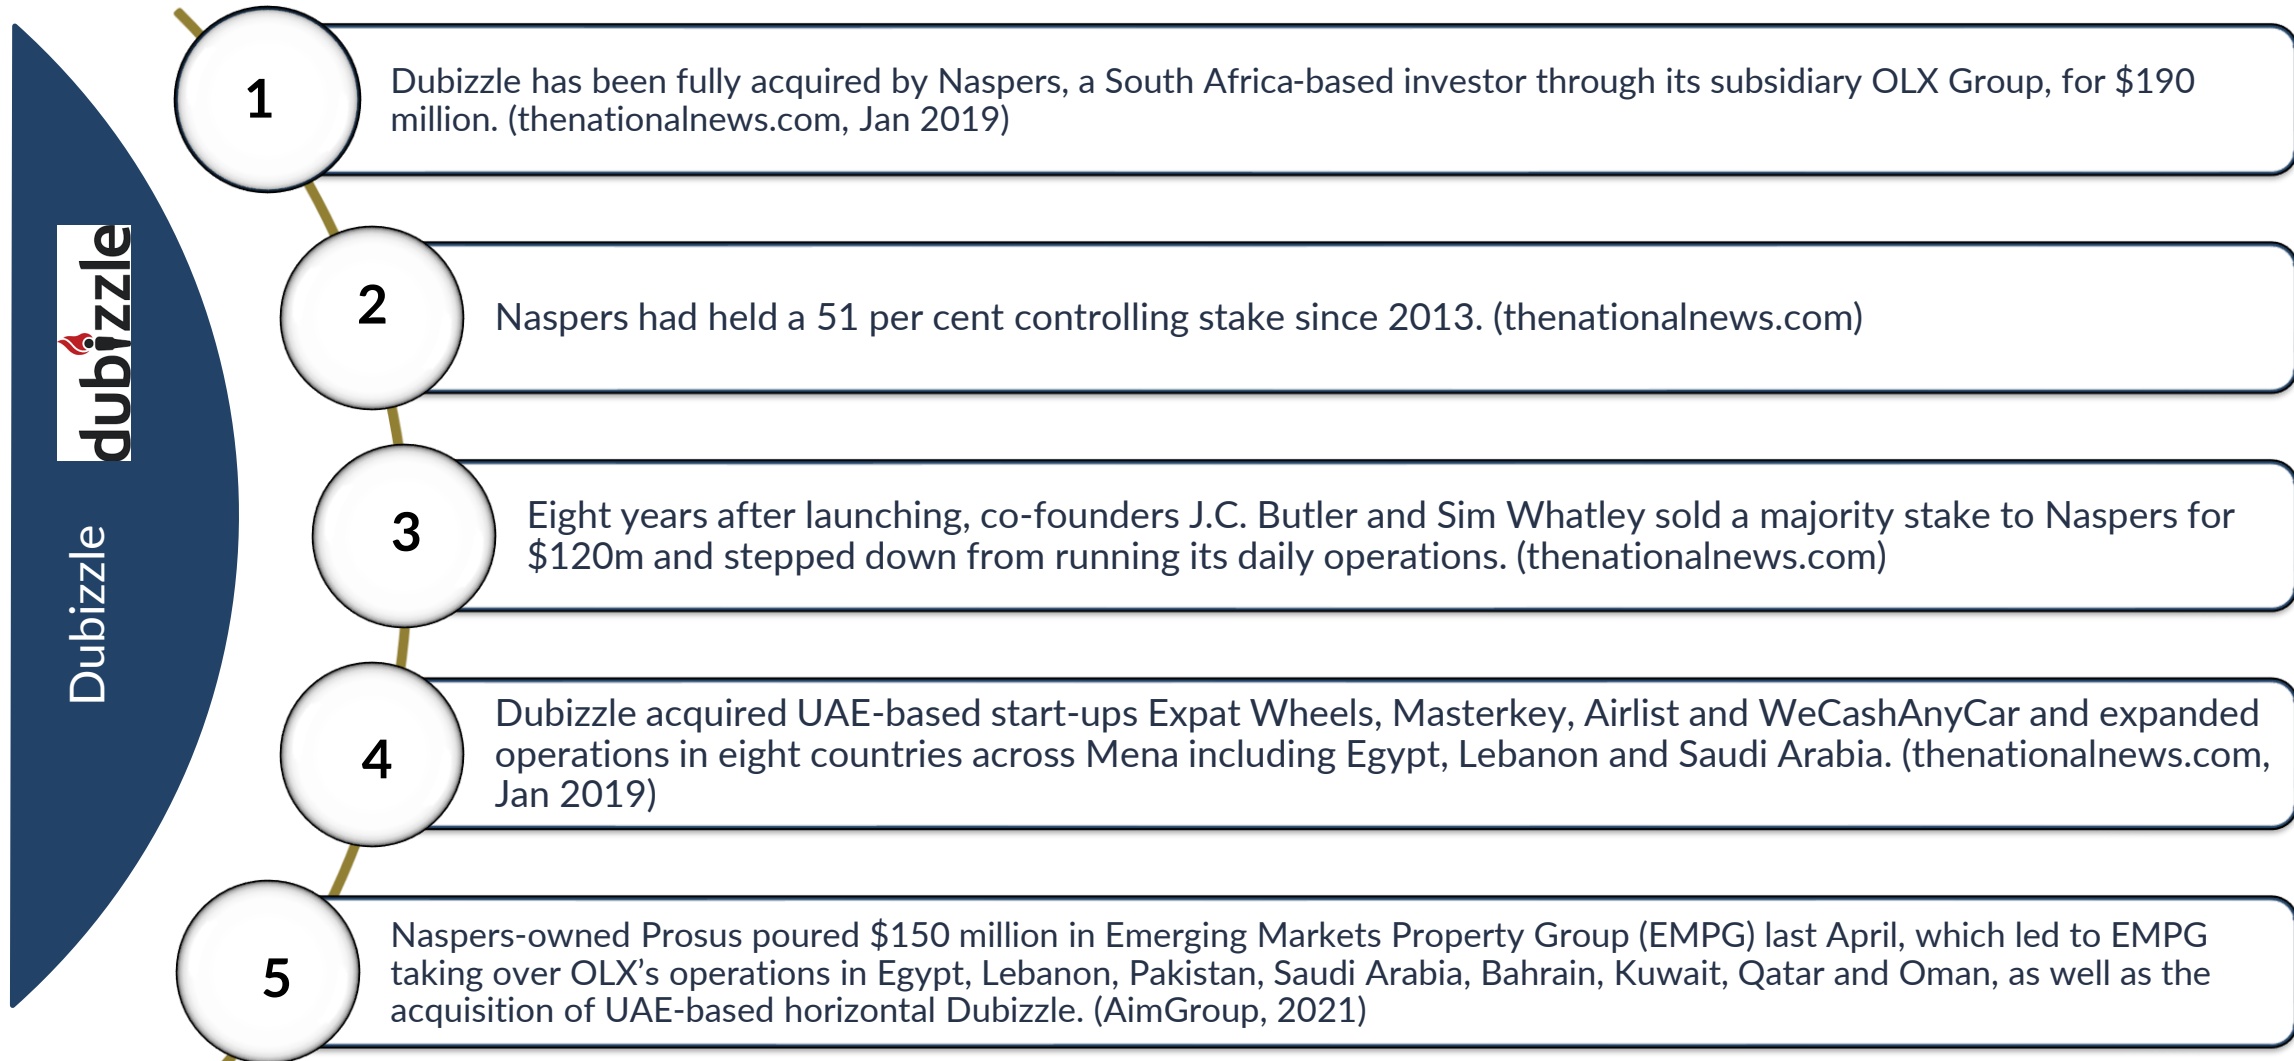 dubizzle
Dubizzle
1
Dubizzle has been fully acquired by Naspers, a South Africa-based investor through its subsidiary OLX Group, for $190
million. (thenationalnews.com, Jan 2019)
2
Naspers had held a 51 per cent controlling stake since 2013. (thenationalnews.com)
3
Eight years after launching, co-founders J.C. Butler and Sim Whatley sold a majority stake to Naspers for
$120m and stepped down from running its daily operations. (thenationalnews.com)
4
Dubizzle acquired UAE-based start-ups Expat Wheels, Masterkey, Airlist and WeCashAnyCar and expanded
operations in eight countries across Mena including Egypt, Lebanon and Saudi Arabia. (thenationalnews.com,
Jan 2019)
5
Naspers-owned Prosus poured $150 million in Emerging Markets Property Group (EMPG) last April, which led to EMPG
taking over OLX’s operations in Egypt, Lebanon, Pakistan, Saudi Arabia, Bahrain, Kuwait, Qatar and Oman, as well as the
acquisition of UAE-based horizontal Dubizzle. (AimGroup, 2021)